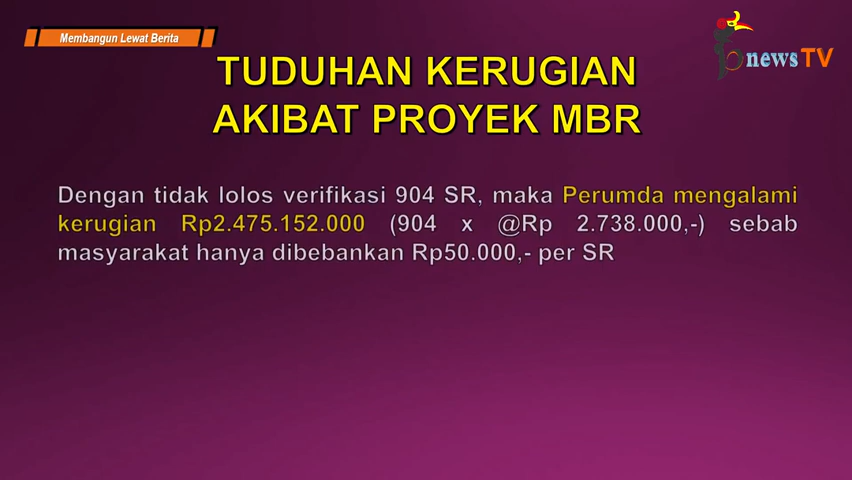 Membangun Lewat Berita
newsTV
TUDUHAN KERUGIAN
AKIBAT PROYEK MBR
Dengan tidak lolos verifikasi 904 SR, maka Perumda mengalami
kerugian Rp2.475.152.000 (904 x @Rp 2.738.000,-) sebab
masyarakat hanya dibebankan Rp50.000,- per SR